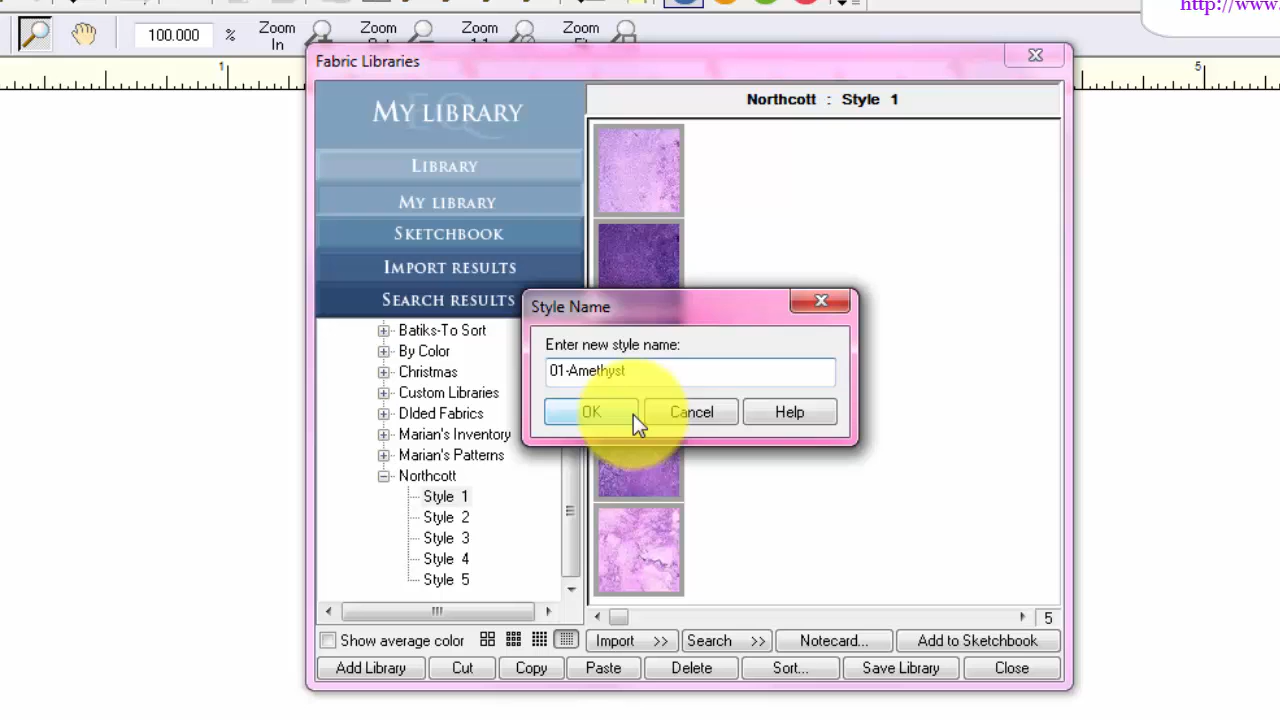 http://www.
100.000 %
Zoom In
Zoom
Zoom
Zoom
1
5
Fabric Libraries
MY LIBRARY
LIBRARY
MY LIBRARY
SKETCHBOOK
IMPORT RESULTS
SEARCH RESULTS
Northcott : Style 1
Style Name
Enter new style name:
01-Amethyst
OK Cancel Help
Batiks-To Sort
By Color
Christmas
Custom Libraries
DIded Fabrics
Marian's Inventory
Marian's Patterns
Northcott
Style 1
Style 2
Style 3
Style 4
Style 5
5
Show average color
Import >> Search >> Notecard... Add to Sketchbook
Add Library Cut Copy Paste Delete Sort... Save Library Close